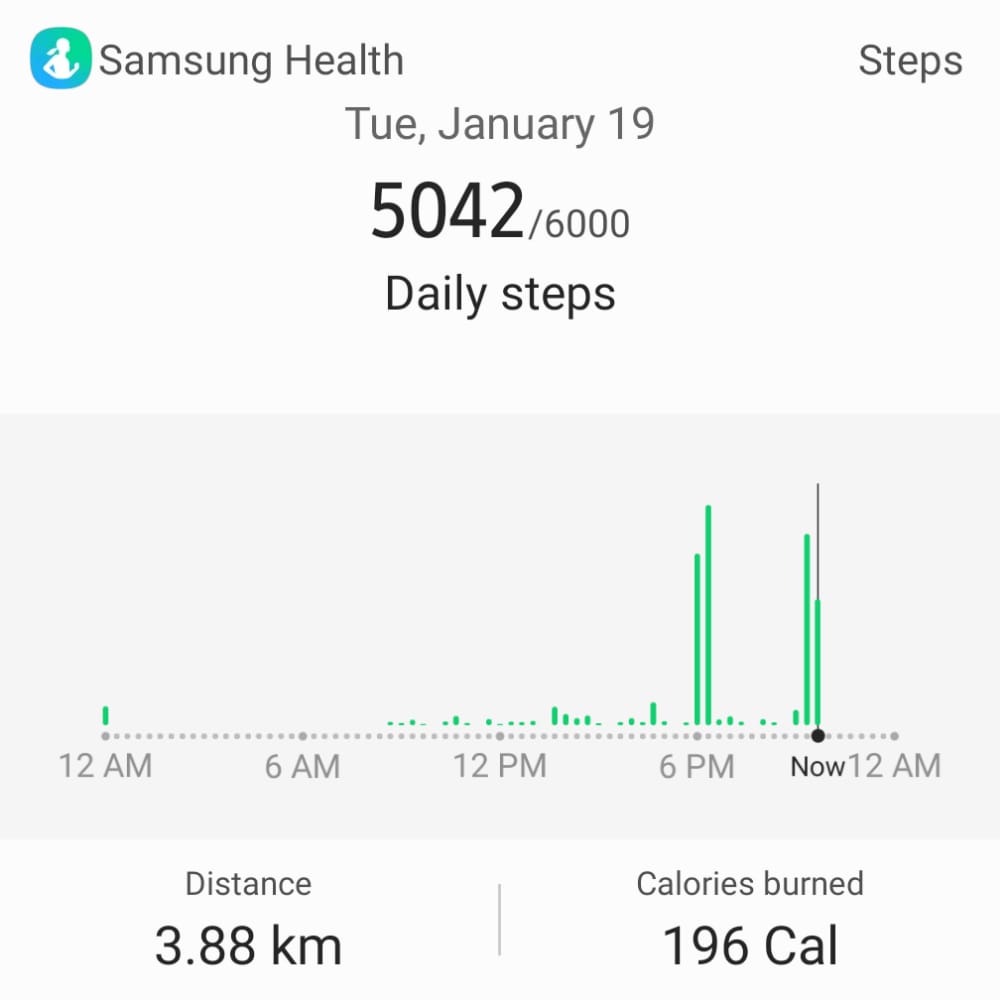 Samsung Health Steps
Tue, January 19
5042/6000
Daily steps
12 AM 6 AM 12 PM 6 PM Now 12 AM
Distance Calories burned
3.88 km 196 Cal